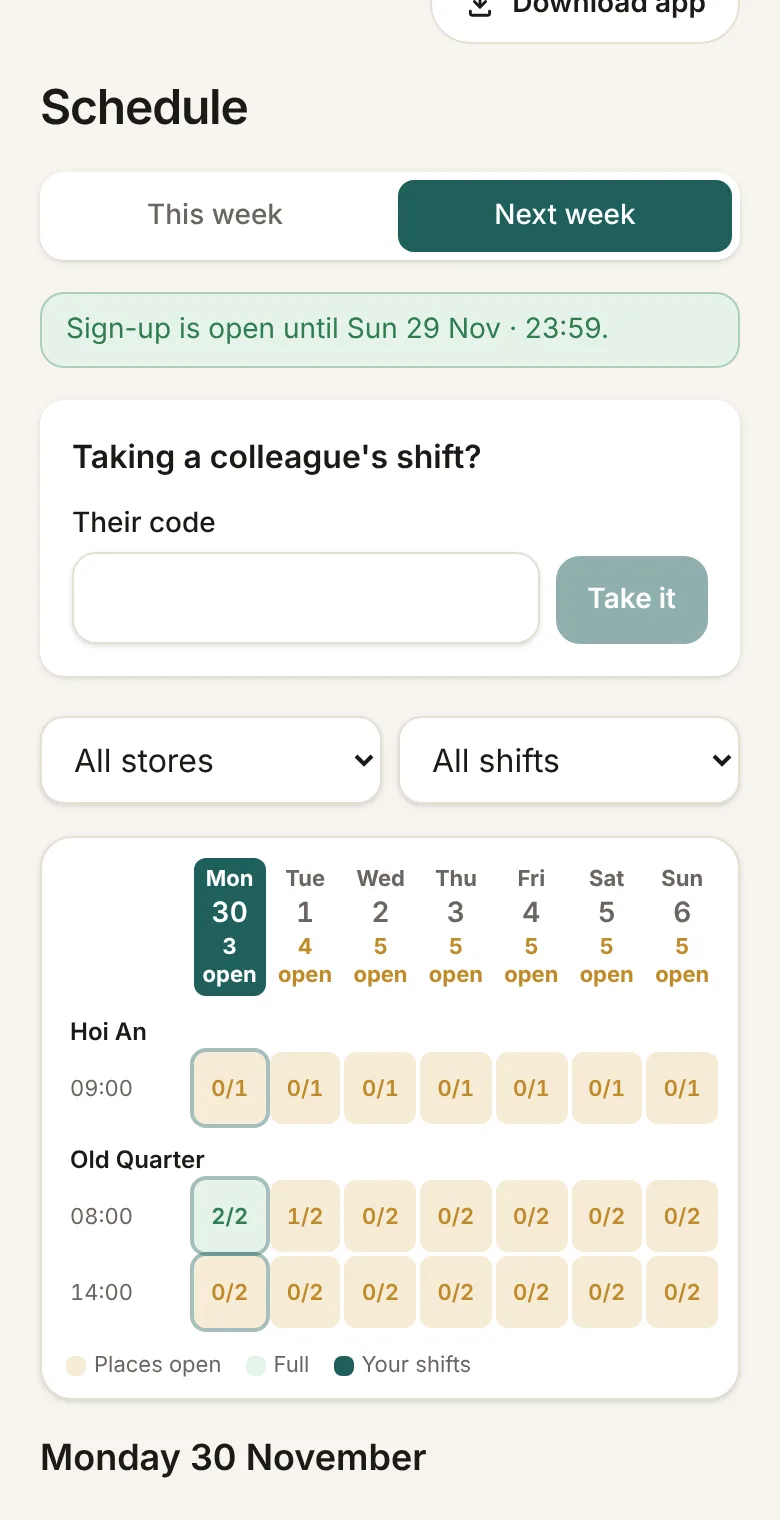 Download app
Schedule
This week Next week
Sign-up is open until Sun 29 Nov · 23:59.
Taking a colleague's shift?
Their code
Take it
All stores All shifts
Mon Tue Wed Thu Fri Sat Sun
30 1 2 3 4 5 6
3 4 5 5 5 5 5
open open open open open open open
Hoi An
09:00 0/1 0/1 0/1 0/1 0/1 0/1 0/1
Old Quarter
08:00 2/2 1/2 0/2 0/2 0/2 0/2 0/2
14:00 0/2 0/2 0/2 0/2 0/2 0/2 0/2
Places open Full Your shifts
Monday 30 November